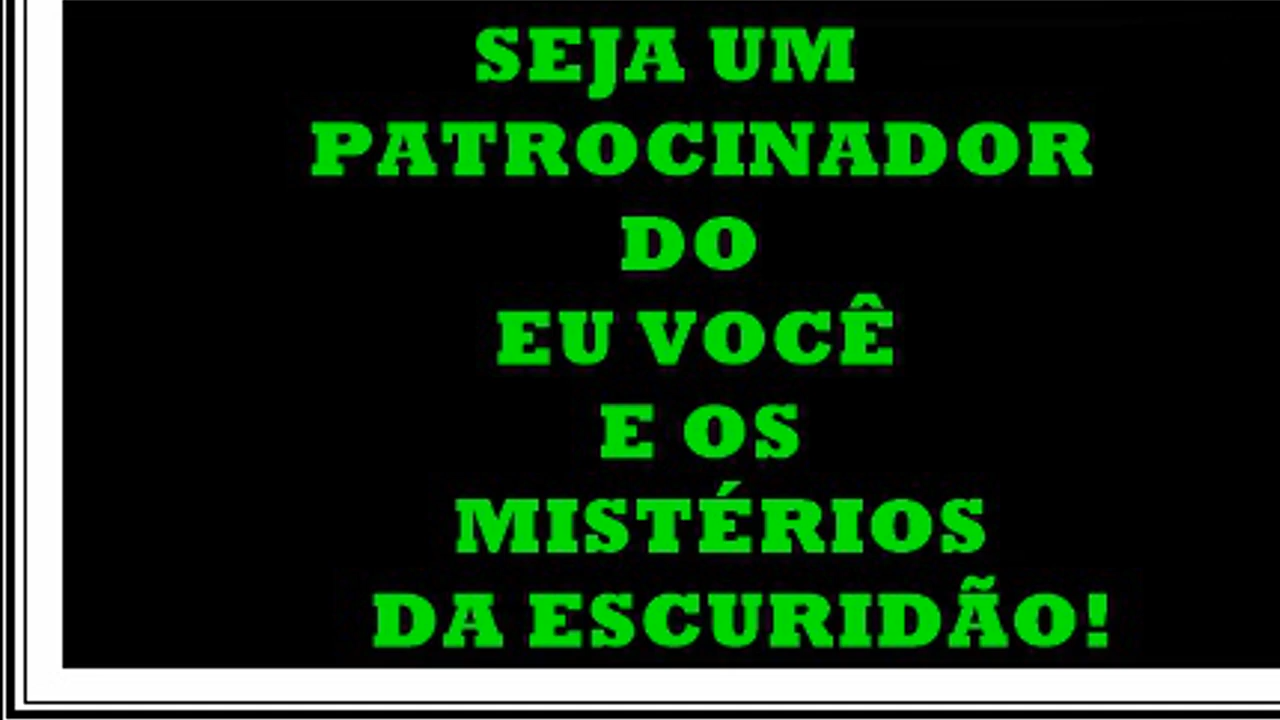 SEJA UM
PATROCINADOR
DO
EU VOCÊ
E OS
MISTÉRIOS
DA ESCURIDÃO!